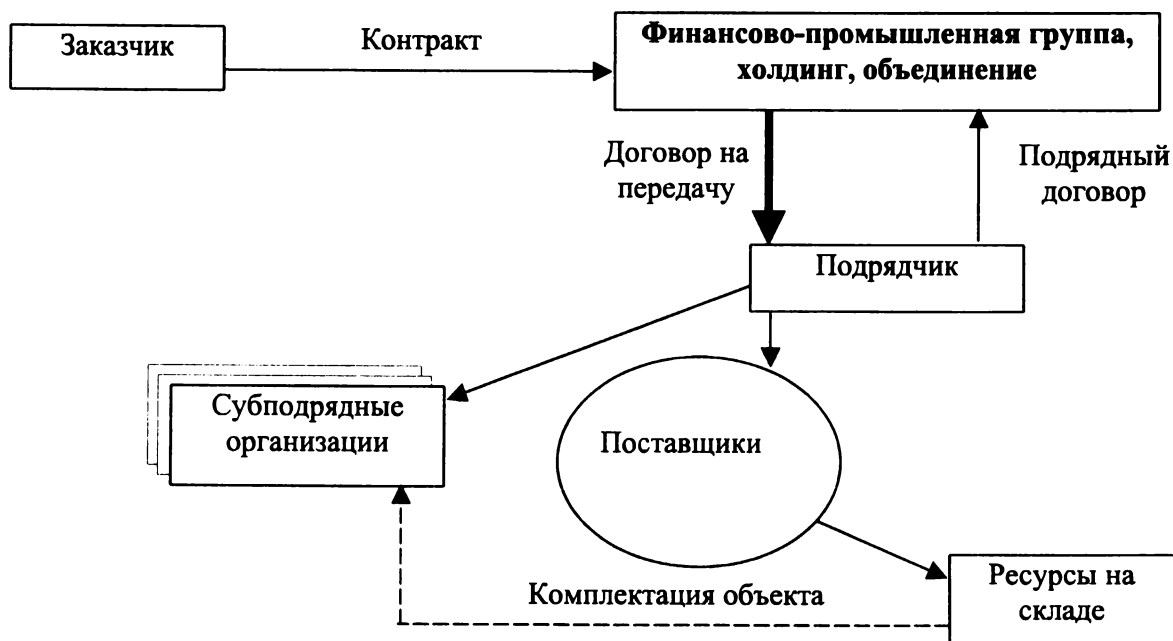 Заказчик
Контракт
Финансово-промышленная группа,
холдинг, объединение
Договор на
передачу
Подрядный
договор
Подрядчик
Субподрядные
организации
Поставщики
Комплектация объекта
Ресурсы на
складе